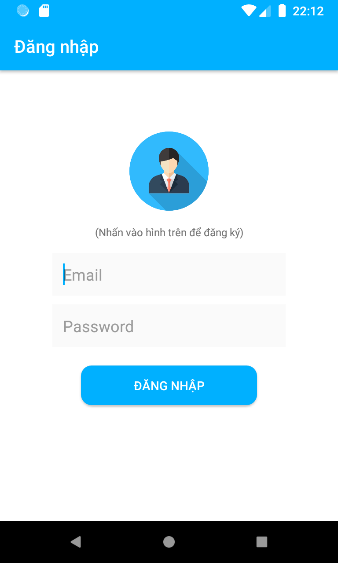 22:12
Đăng nhập
(Nhấn vào hình trên để đăng ký)
Email
Password
ĐĂNG NHẬP